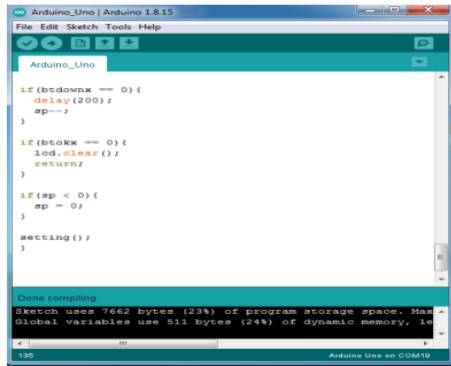 Arduino_Uno | Arduino 1.8.15
File Edit Sketch Tools Help
Arduino_Uno
if(btdownx == 0){
delay(200);
sp--;
}
if(btokx == 0){
lcd.clear();
return;
}
if(sp < 0){
sp = 0;
}
setting();
}
Done compiling.
Sketch uses 7662 bytes (23%) of program storage space. Max
Global variables use 511 bytes (24%) of dynamic memory, le
135
Arduino Uno on COM19